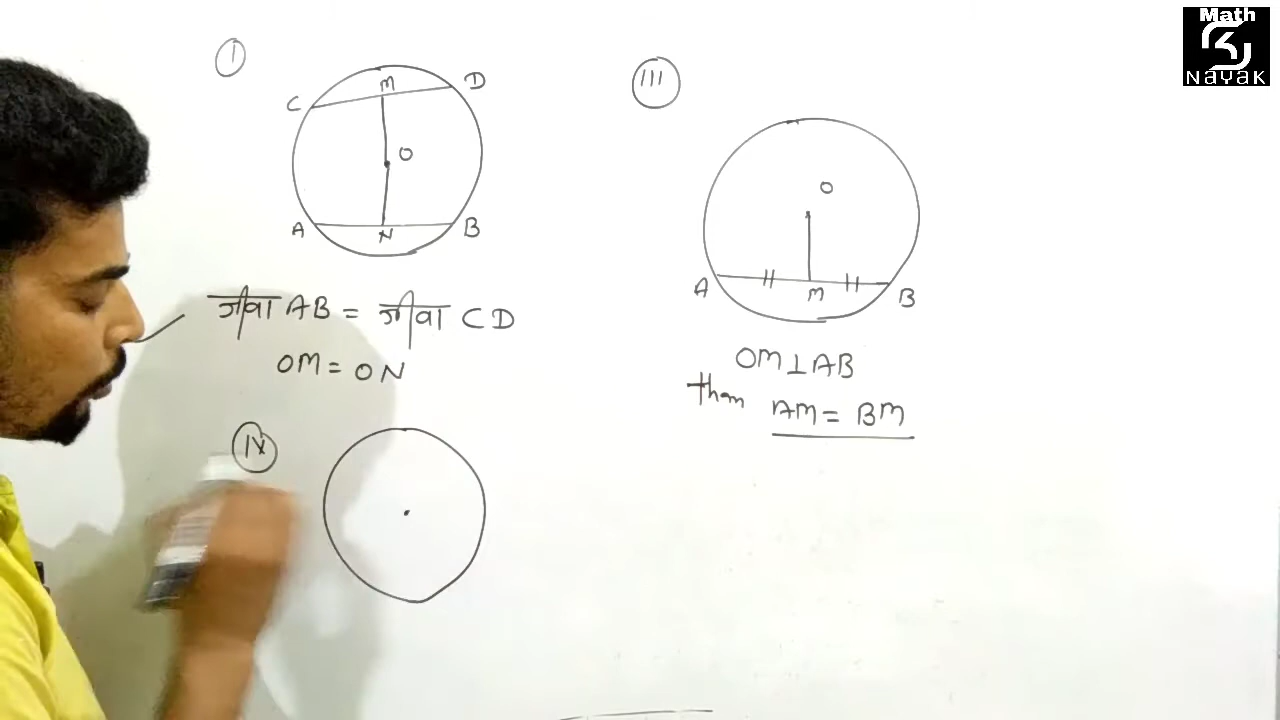 Math
NAYAK
I
C M D
O
A N B
जीवा AB = जीवा CD
OM = ON
III
O
A M B
OM⊥AB
then AM = BM
IV